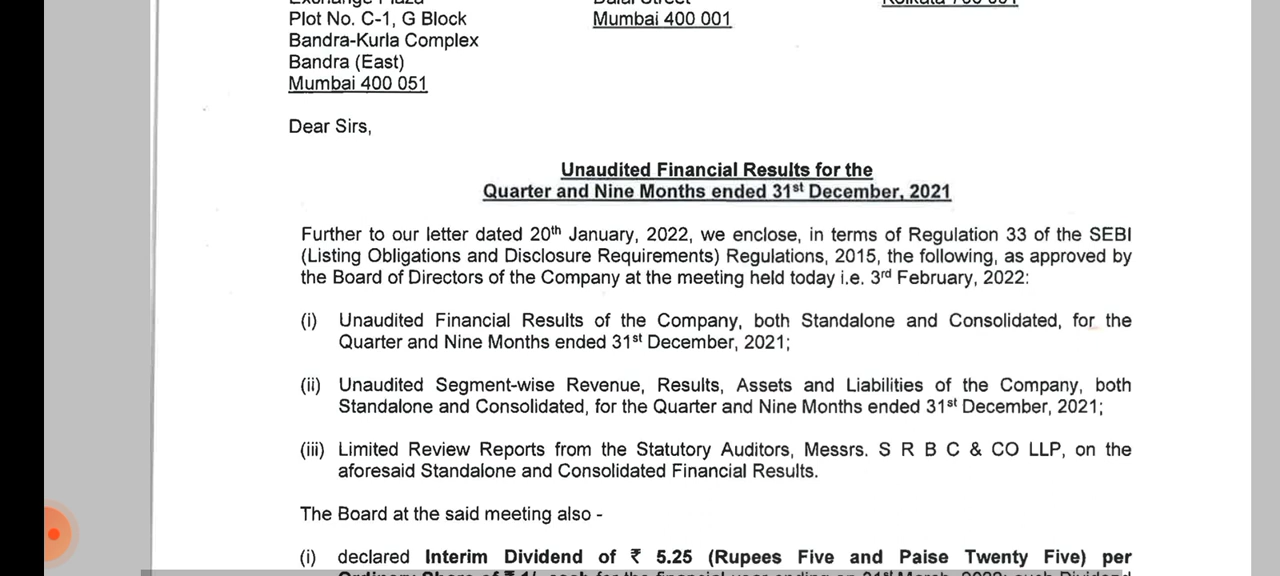 Plot No. C-1, G Block
Bandra-Kurla Complex
Bandra (East)
Mumbai 400 051
Mumbai 400 001
Dear Sirs,
Unaudited Financial Results for the
Quarter and Nine Months ended 31st December, 2021
Further to our letter dated 20th January, 2022, we enclose, in terms of Regulation 33 of the SEBI
(Listing Obligations and Disclosure Requirements) Regulations, 2015, the following, as approved by
the Board of Directors of the Company at the meeting held today i.e. 3rd February, 2022:
(i) Unaudited Financial Results of the Company, both Standalone and Consolidated, for the
Quarter and Nine Months ended 31st December, 2021;
(ii) Unaudited Segment-wise Revenue, Results, Assets and Liabilities of the Company, both
Standalone and Consolidated, for the Quarter and Nine Months ended 31st December, 2021;
(iii) Limited Review Reports from the Statutory Auditors, Messrs. S R B C & CO LLP, on the
aforesaid Standalone and Consolidated Financial Results.
The Board at the said meeting also -
(i) declared Interim Dividend of ₹ 5.25 (Rupees Five and Paise Twenty Five) per